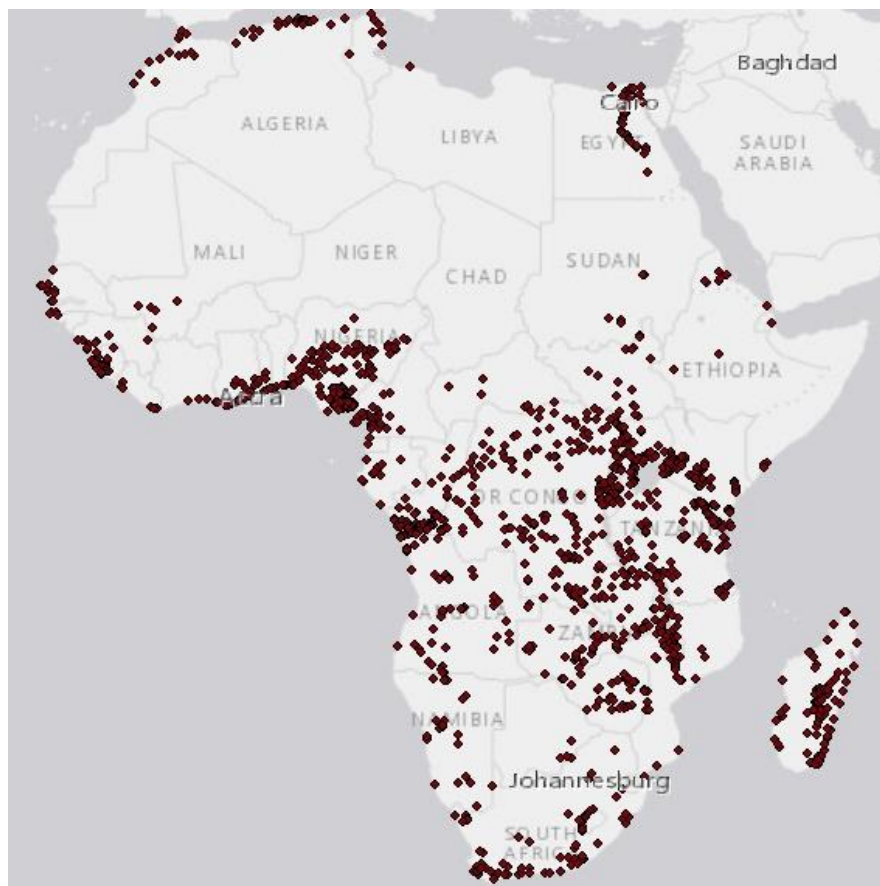 Baghdad
Cairo
ALGERIA
LIBYA
EGYPT
SAUDI
ARABIA
MALI
NIGER
CHAD
SUDAN
NIGERIA
ETHIOPIA
Accra
DR CONGO
TANZANIA
ANGOLA
ZAMBIA
NAMIBIA
Johannesburg
SOUTH
AFRICA